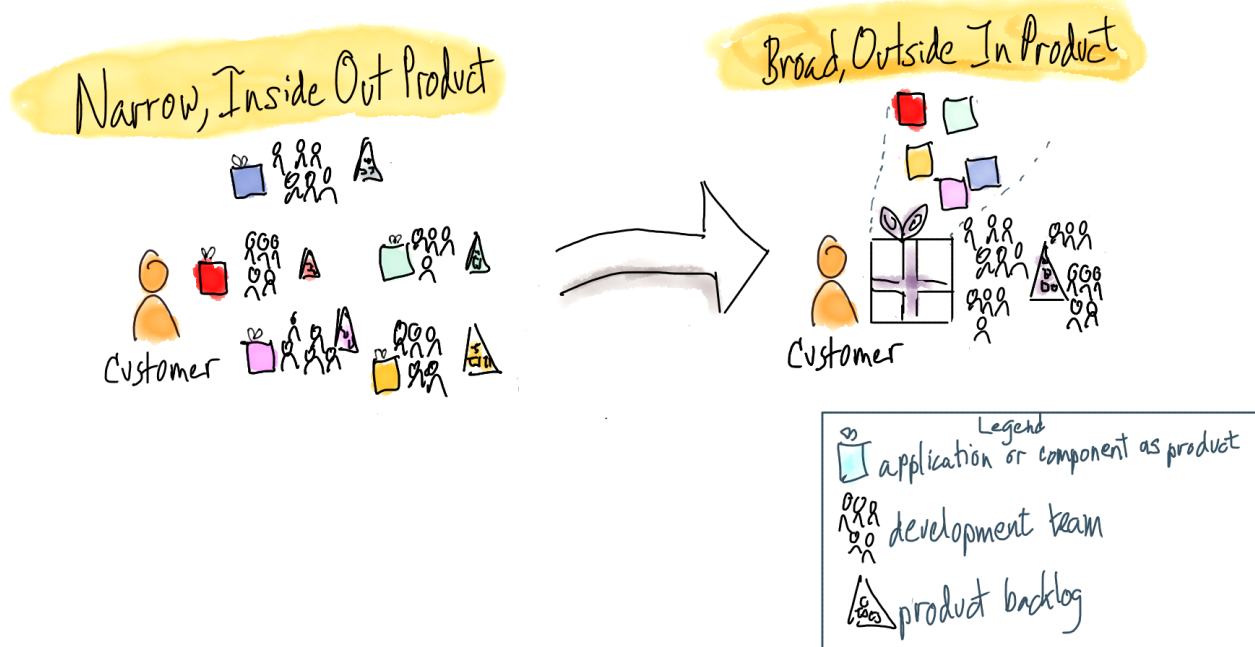 Narrow, Inside Out Product
Broad, Outside In Product
Customer
Customer
Legend
application or component as product
development team
product backlog